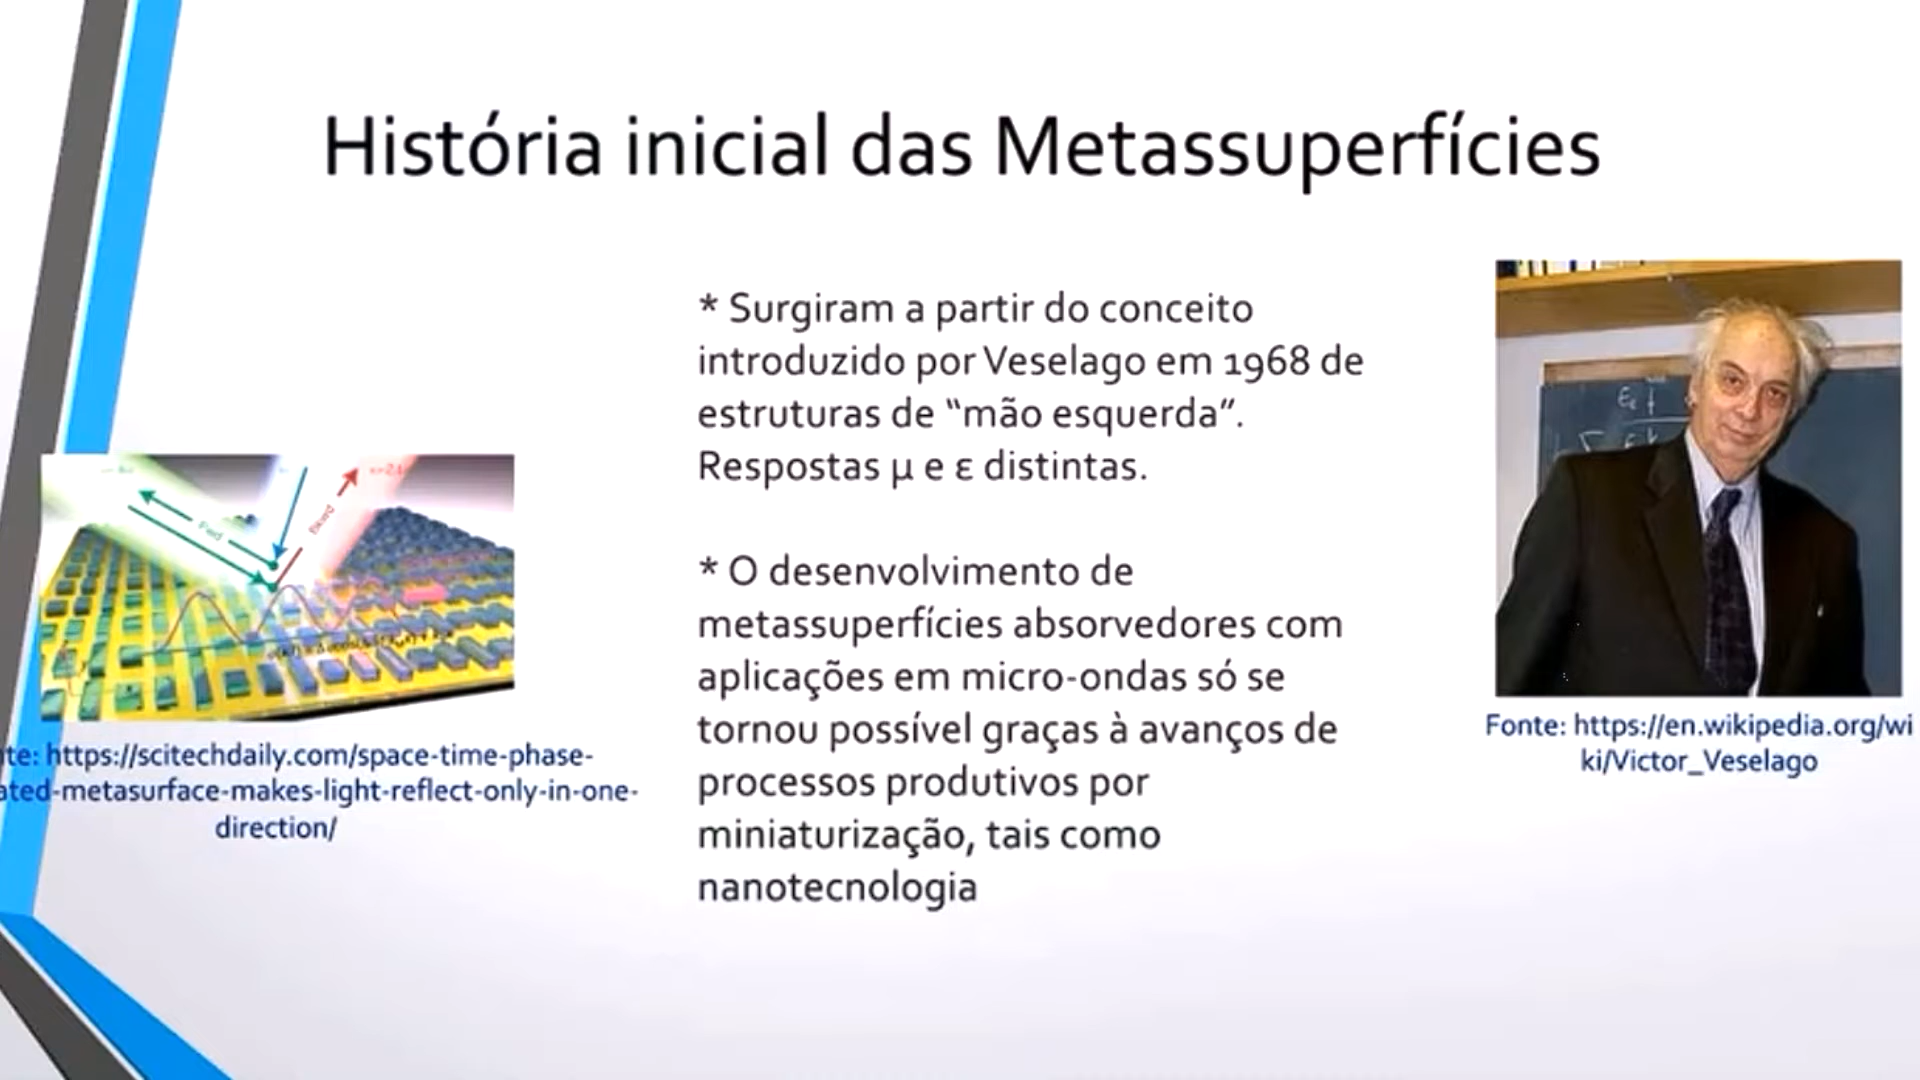 História inicial das Metassuperfícies
* Surgiram a partir do conceito
introduzido por Veselago em 1968 de
estruturas de “mão esquerda”.
Respostas μ e ε distintas.
* O desenvolvimento de
metassuperfícies absorvedores com
aplicações em micro-ondas só se
tornou possível graças à avanços de
processos produtivos por
miniaturização, tais como
nanotecnologia
Fwd
Bkwd
te: https://scitechdaily.com/space-time-phase-
ated-metasurface-makes-light-reflect-only-in-one-
direction/
Fonte: https://en.wikipedia.org/wi
ki/Victor_Veselago